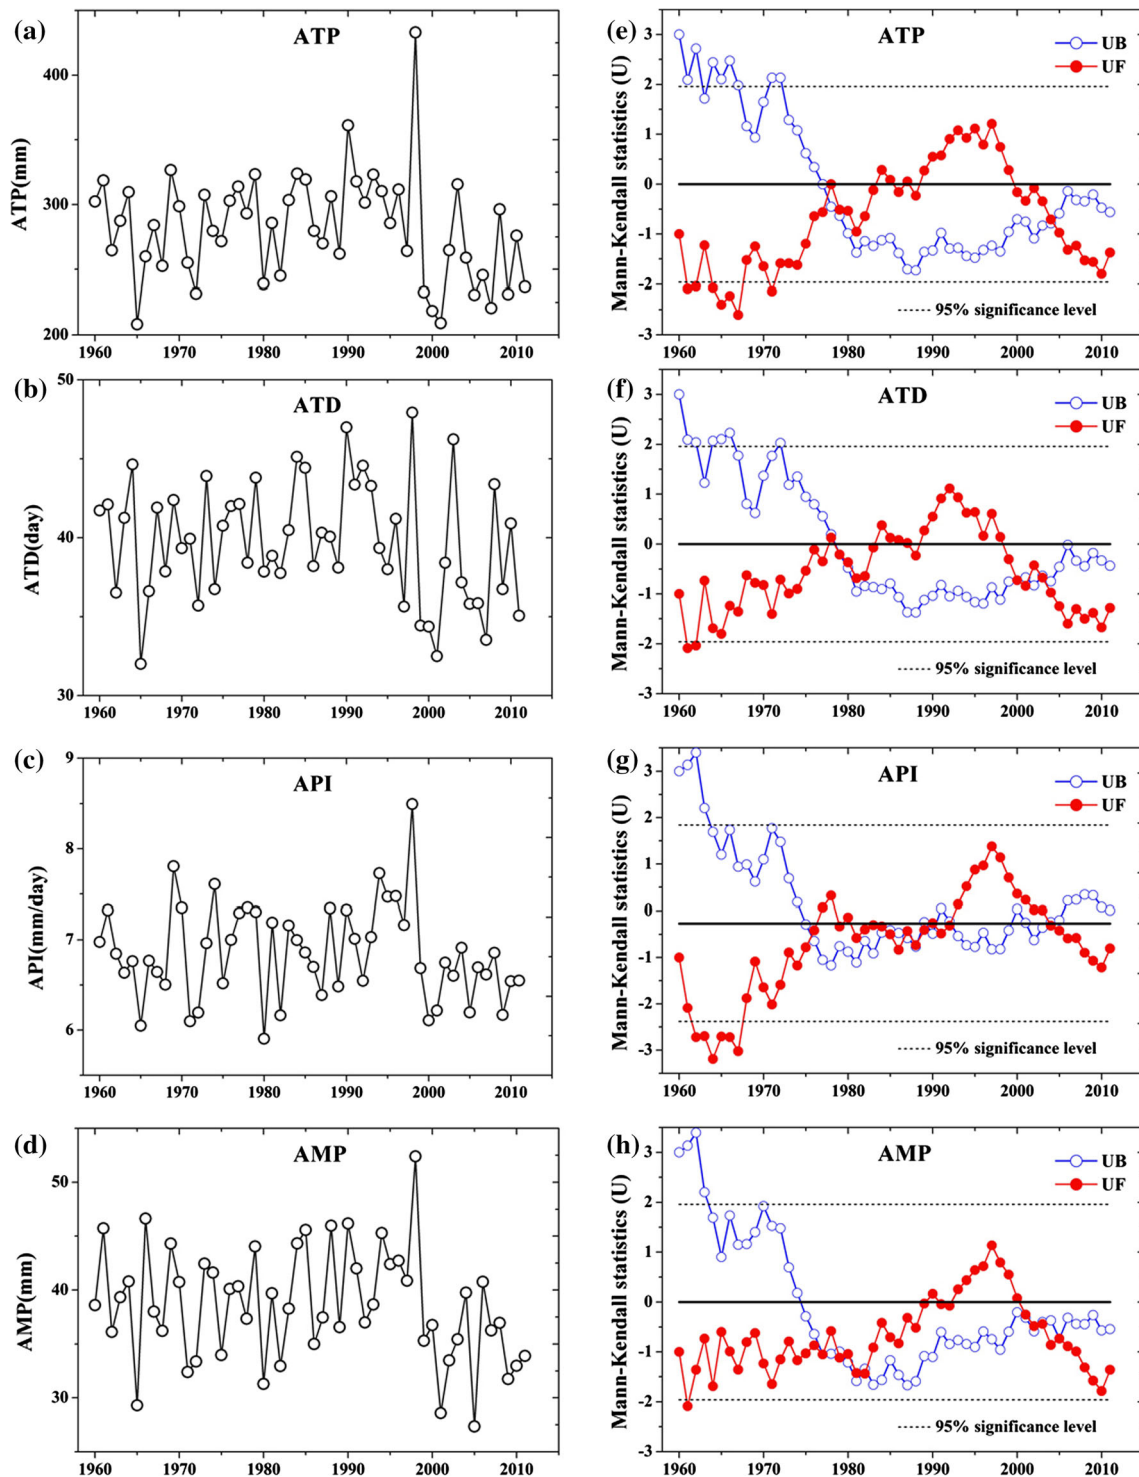 (a)
ATP
ATP(mm)
400
300
200
1960 1970 1980 1990 2000 2010
(e)
ATP
UB
UF
Mann-Kendall statistics (U)
3
2
1
0
-1
-2
-3
95% significance level
1960 1970 1980 1990 2000 2010
(b)
ATD
ATD(day)
50
40
30
1960 1970 1980 1990 2000 2010
(f)
ATD
UB
UF
Mann-Kendall statistics (U)
3
2
1
0
-1
-2
-3
95% significance level
1960 1970 1980 1990 2000 2010
(c)
API
API(mm/day)
9
8
7
6
1960 1970 1980 1990 2000 2010
(g)
API
UB
UF
Mann-Kendall statistics (U)
3
2
1
0
-1
-2
-3
95% significance level
1960 1970 1980 1990 2000 2010
(d)
AMP
AMP(mm)
50
40
30
1960 1970 1980 1990 2000 2010
(h)
AMP
UB
UF
Mann-Kendall statistics (U)
3
2
1
0
-1
-2
-3
95% significance level
1960 1970 1980 1990 2000 2010